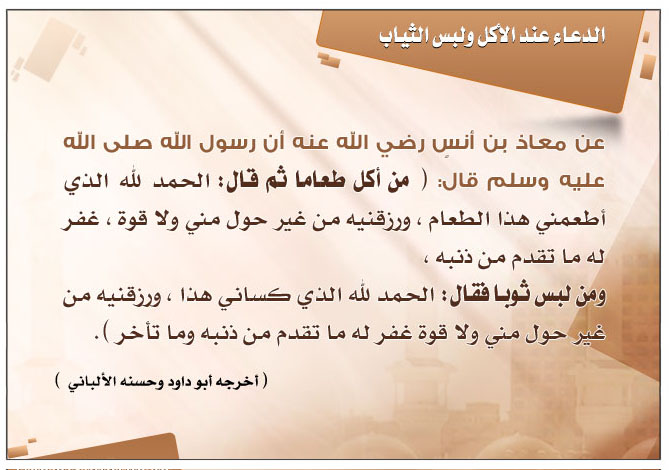 الدعاء عند الأكل ولبس الثياب
عن معاذ بن أنسٍ رضي الله عنه أن رسول الله صلى الله
عليه وسلم قال: ( من أكل طعاما ثم قال: الحمد لله الذي
أطعمني هذا الطعام ، ورزقنيه من غير حول مني ولا قوة ، غفر
له ما تقدم من ذنبه ،
ومن لبس ثوبا فقال: الحمد لله الذي كساني هذا ، ورزقنيه من
غير حول مني ولا قوة غفر له ما تقدم من ذنبه وما تأخر ).
( أخرجه أبو داود وحسنه الألباني )